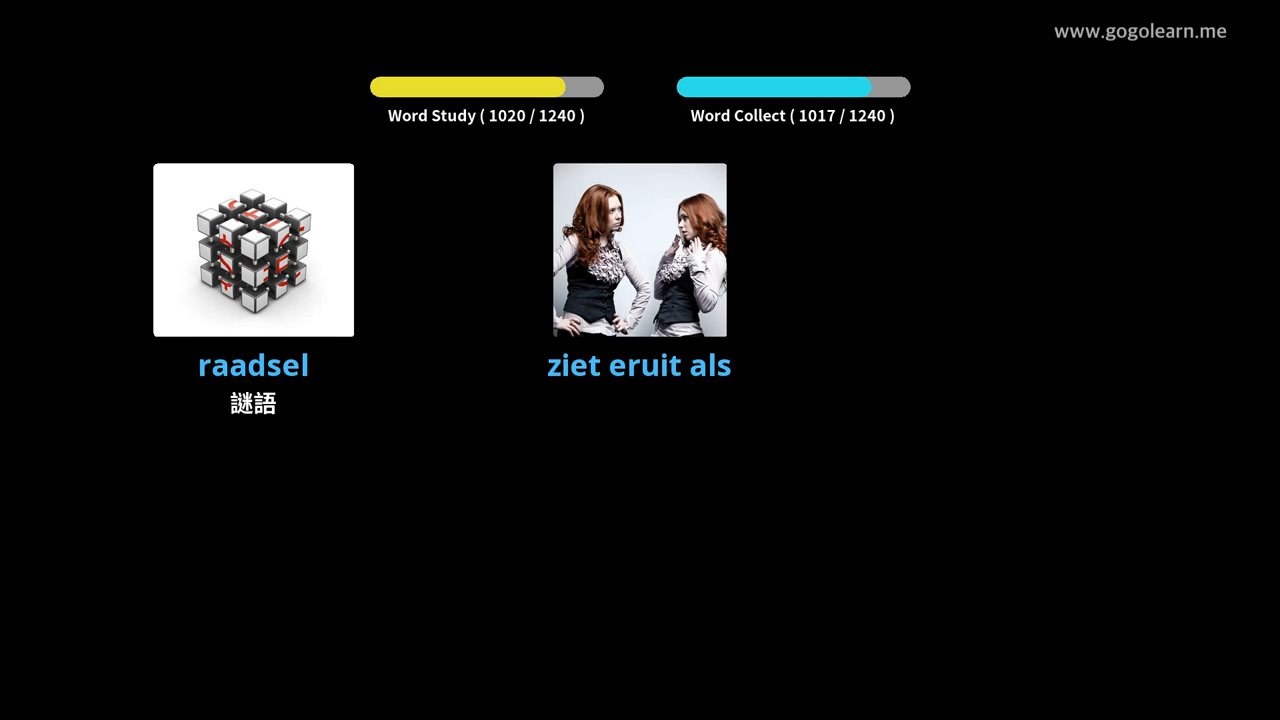 www.gogolearn.me
Word Study ( 1020 / 1240 )
Word Collect ( 1017 / 1240 )
raadsel
謎語
ziet eruit als